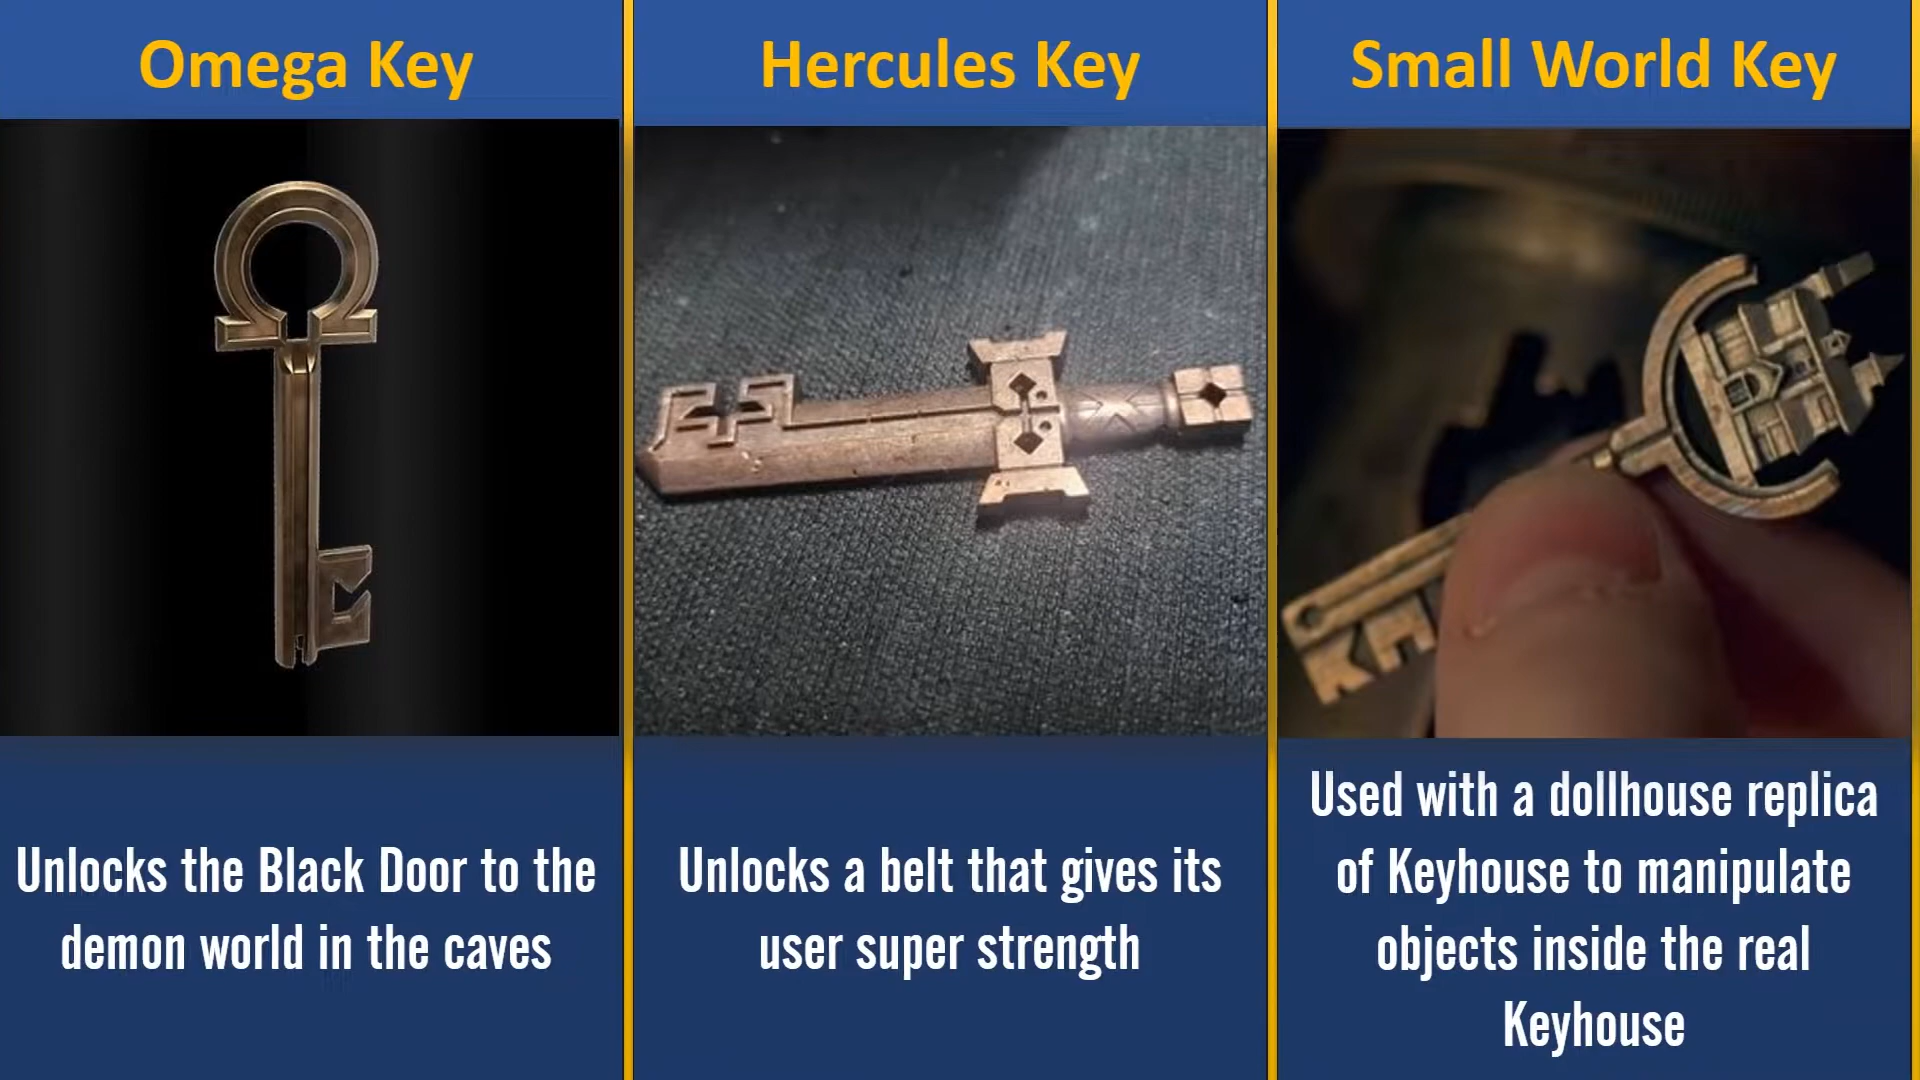 Omega Key
Hercules Key
Small World Key
Unlocks the Black Door to the
demon world in the caves
Unlocks a belt that gives its
user super strength
Used with a dollhouse replica
of Keyhouse to manipulate
objects inside the real
Keyhouse